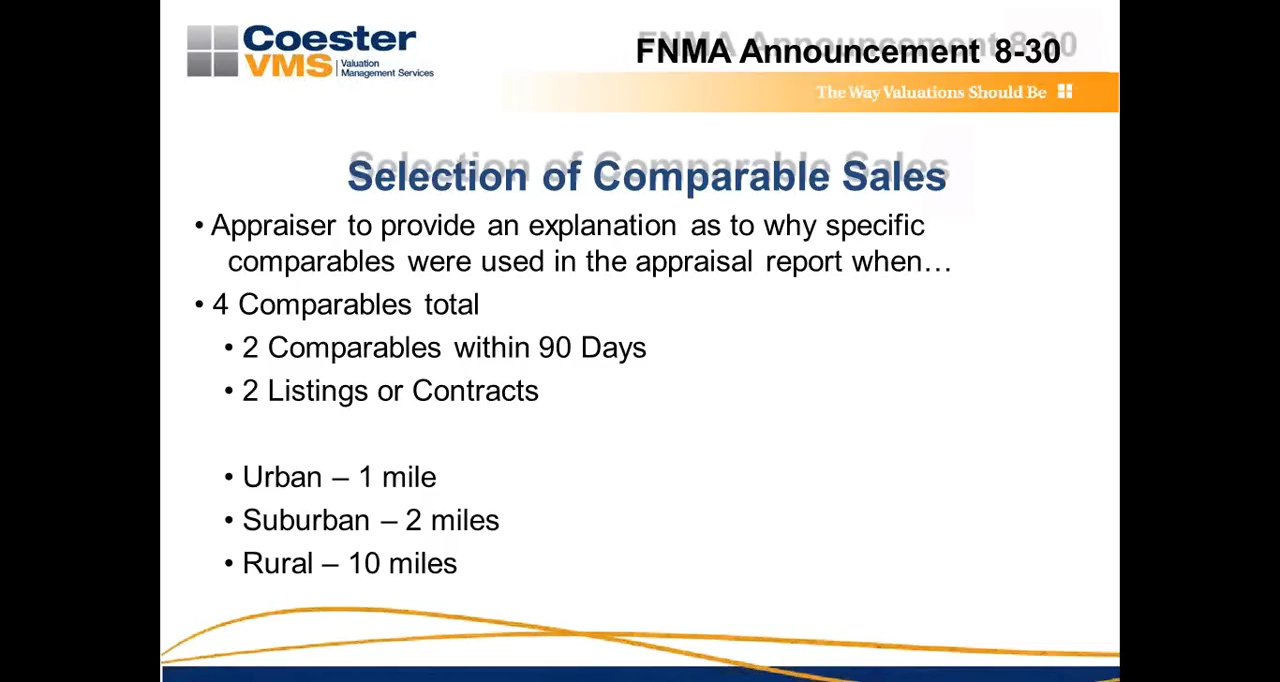 Coester
VMS
Valuation
Management Services
FNMA Announcement 8-30
The Way Valuations Should Be
Selection of Comparable Sales
• Appraiser to provide an explanation as to why specific
comparables were used in the appraisal report when…
• 4 Comparables total
• 2 Comparables within 90 Days
• 2 Listings or Contracts
• Urban – 1 mile
• Suburban – 2 miles
• Rural – 10 miles